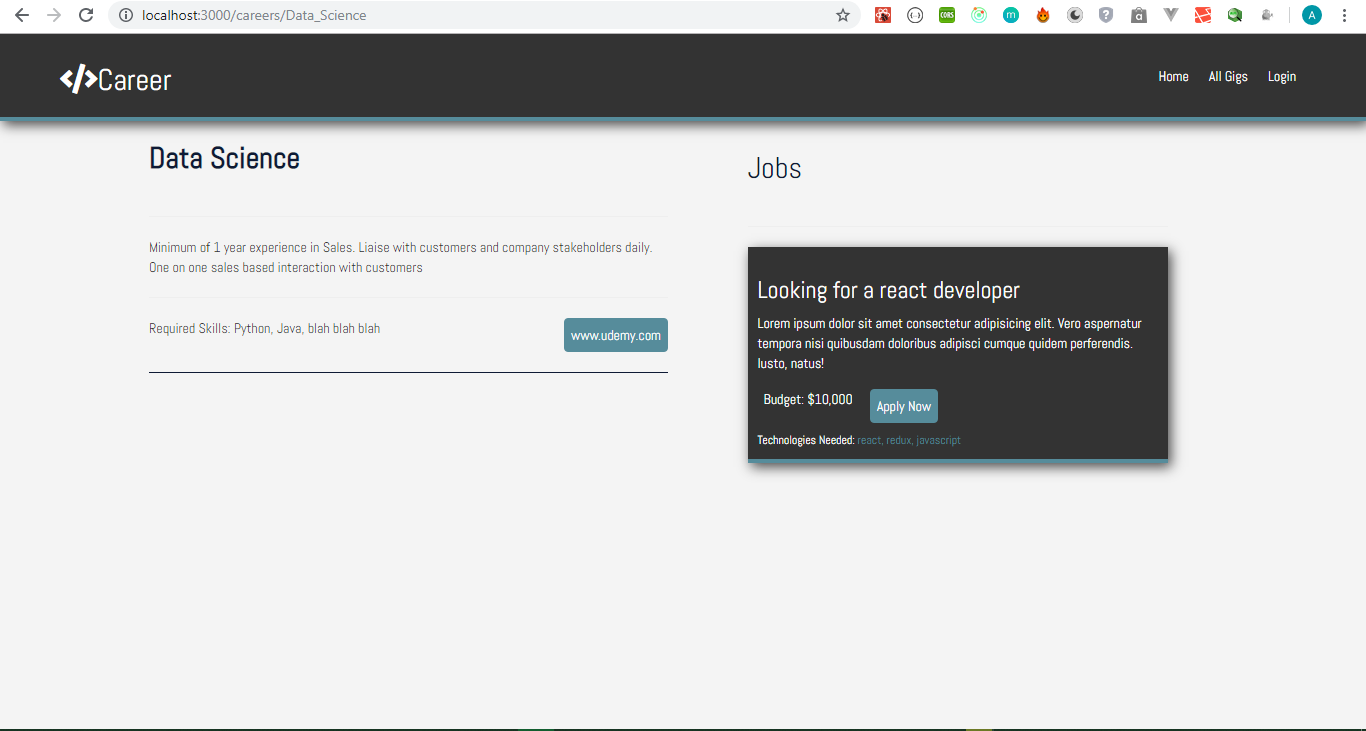 localhost:3000/careers/Data_Science
CORS
m
a
A
</>Career
Home All Gigs Login
Data Science
Minimum of 1 year experience in Sales. Liaise with customers and company stakeholders daily.
One on one sales based interaction with customers
Required Skills: Python, Java, blah blah blah
www.udemy.com
Jobs
Looking for a react developer
Lorem ipsum dolor sit amet consectetur adipisicing elit. Vero aspernatur
tempora nisi quibusdam doloribus adipisci cumque quidem perferendis.
Iusto, natus!
Budget: $10,000
Apply Now
Technologies Needed: react, redux, javascript